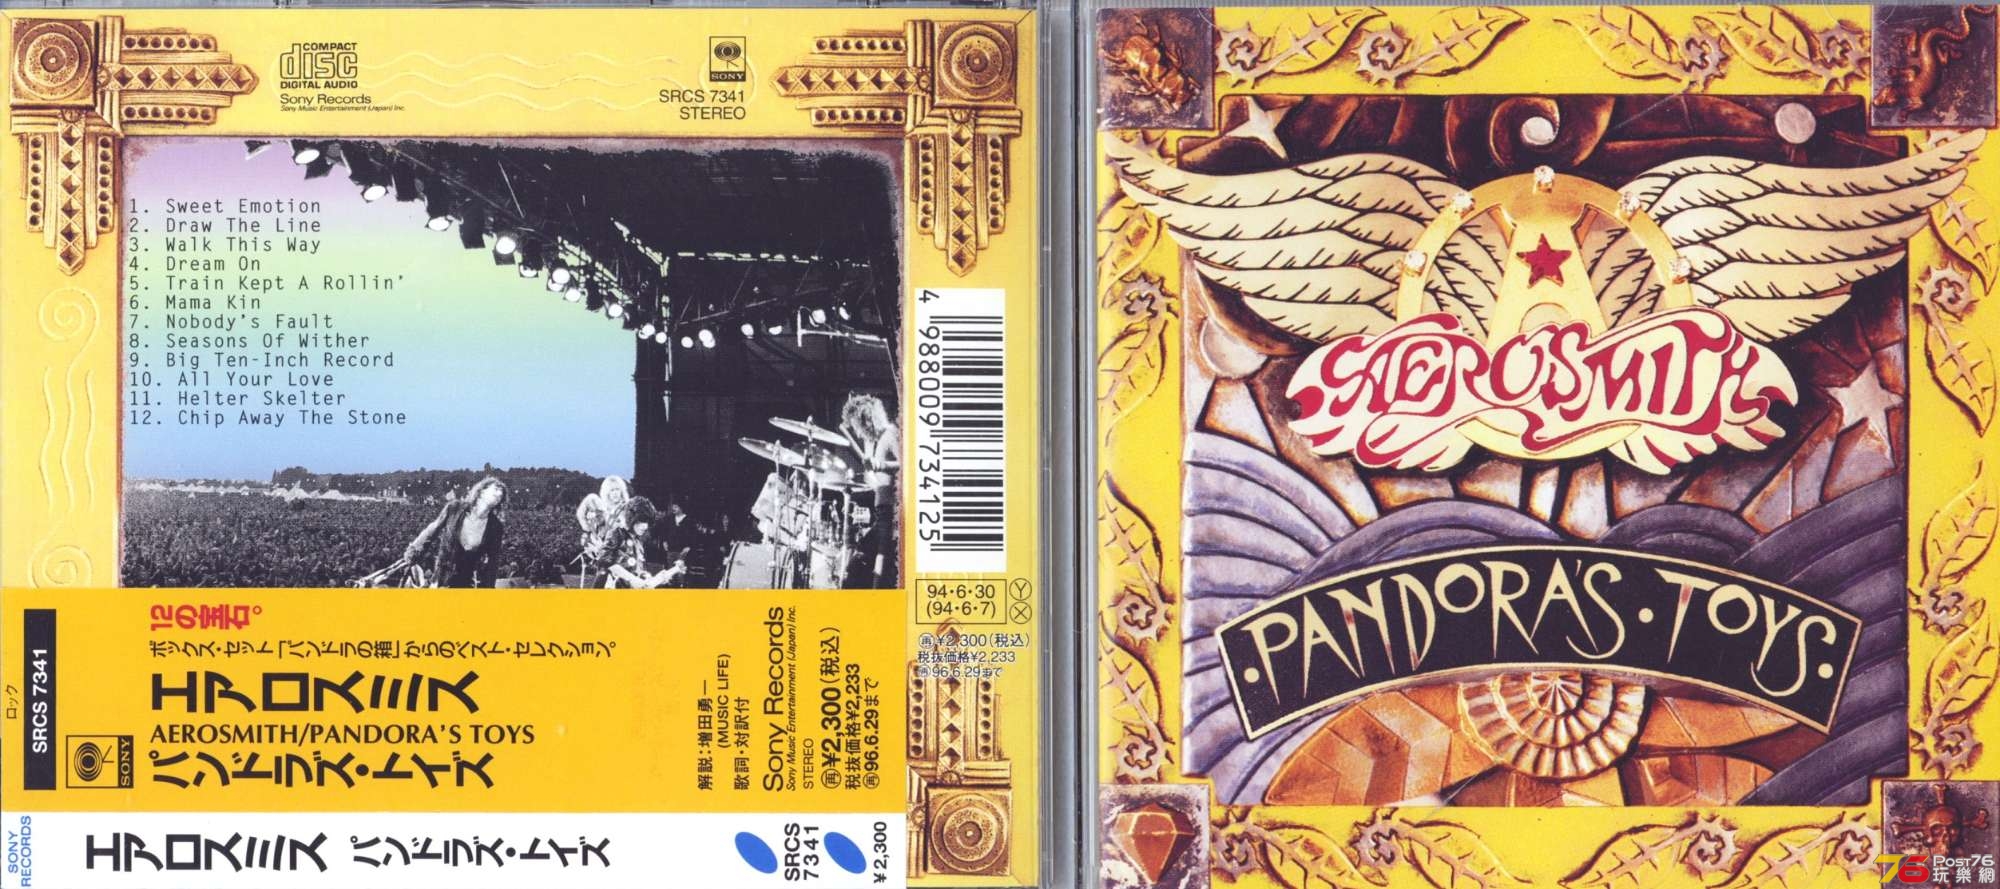 COMPACT
disc
DIGITAL AUDIO
Sony Records
Sony Music Entertainment (Japan) Inc.
SONY
SRCS 7341
STEREO
1. Sweet Emotion
2. Draw The Line
3. Walk This Way
4. Dream On
5. Train Kept A Rollin'
6. Mama Kin
7. Nobody's Fault
8. Seasons Of Wither
9. Big Ten-Inch Record
10. All Your Love
11. Helter Skelter
12. Chip Away The Stone
4 988009 734125
94・6・30 Y
(94・6・7) X
再¥2,300(税込)
税抜価格¥2,233
再96.6.29まで
ロック
SRCS 7341
SONY
12の宝石。
ボックス・セット「パンドラの箱」からのベスト・セレクション。
エアロスミス
AEROSMITH/PANDORA'S TOYS
パンドラズ・トイズ
解説:増田勇一
(MUSIC LIFE)
歌詞・対訳付
Sony Records
Sony Music Entertainment (Japan) Inc.
STEREO
再¥2,300(税込)
税抜価格¥2,233
再96.6.29まで
SONY
RECORDS
エアロスミス パンドラズ・トイズ
SRCS
7341
¥2,300
AEROSMITH
PANDORA'S・TOYS
76 POST76
玩樂網